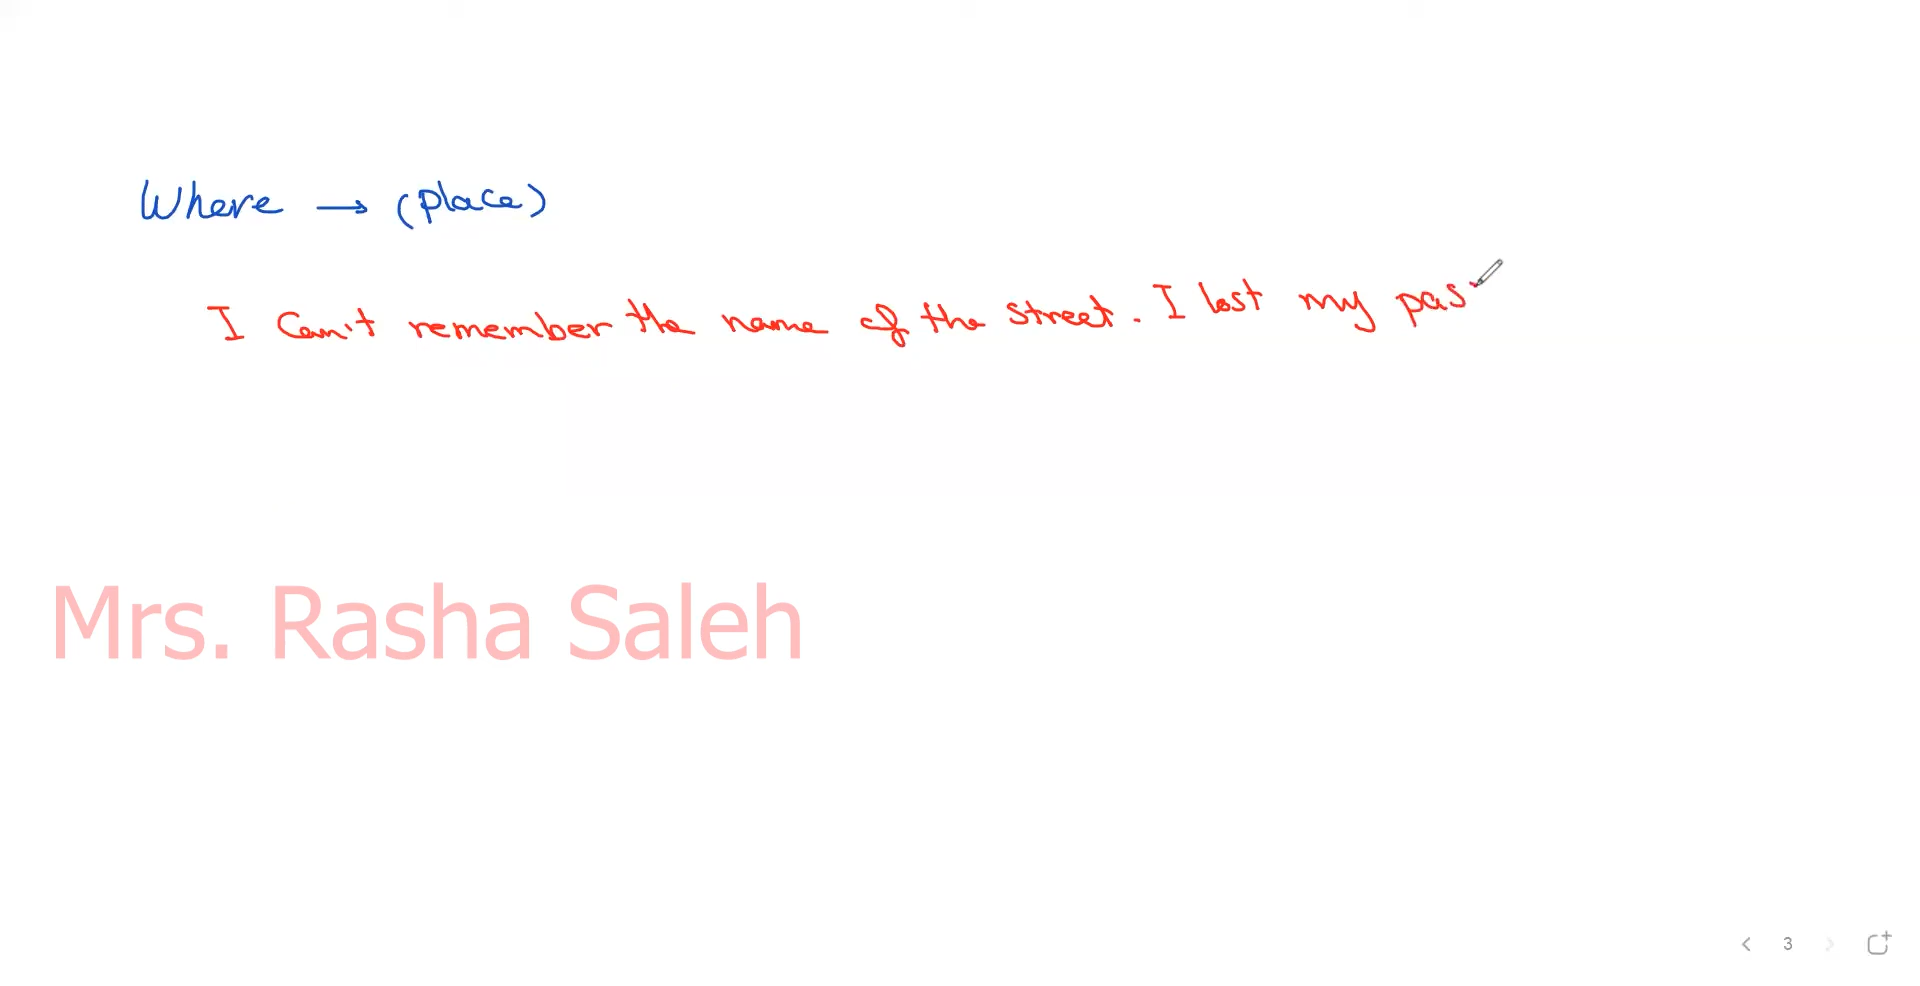 Where → (place)
I can't remember the name of the street. I lost my pas
Mrs. Rasha Saleh
3